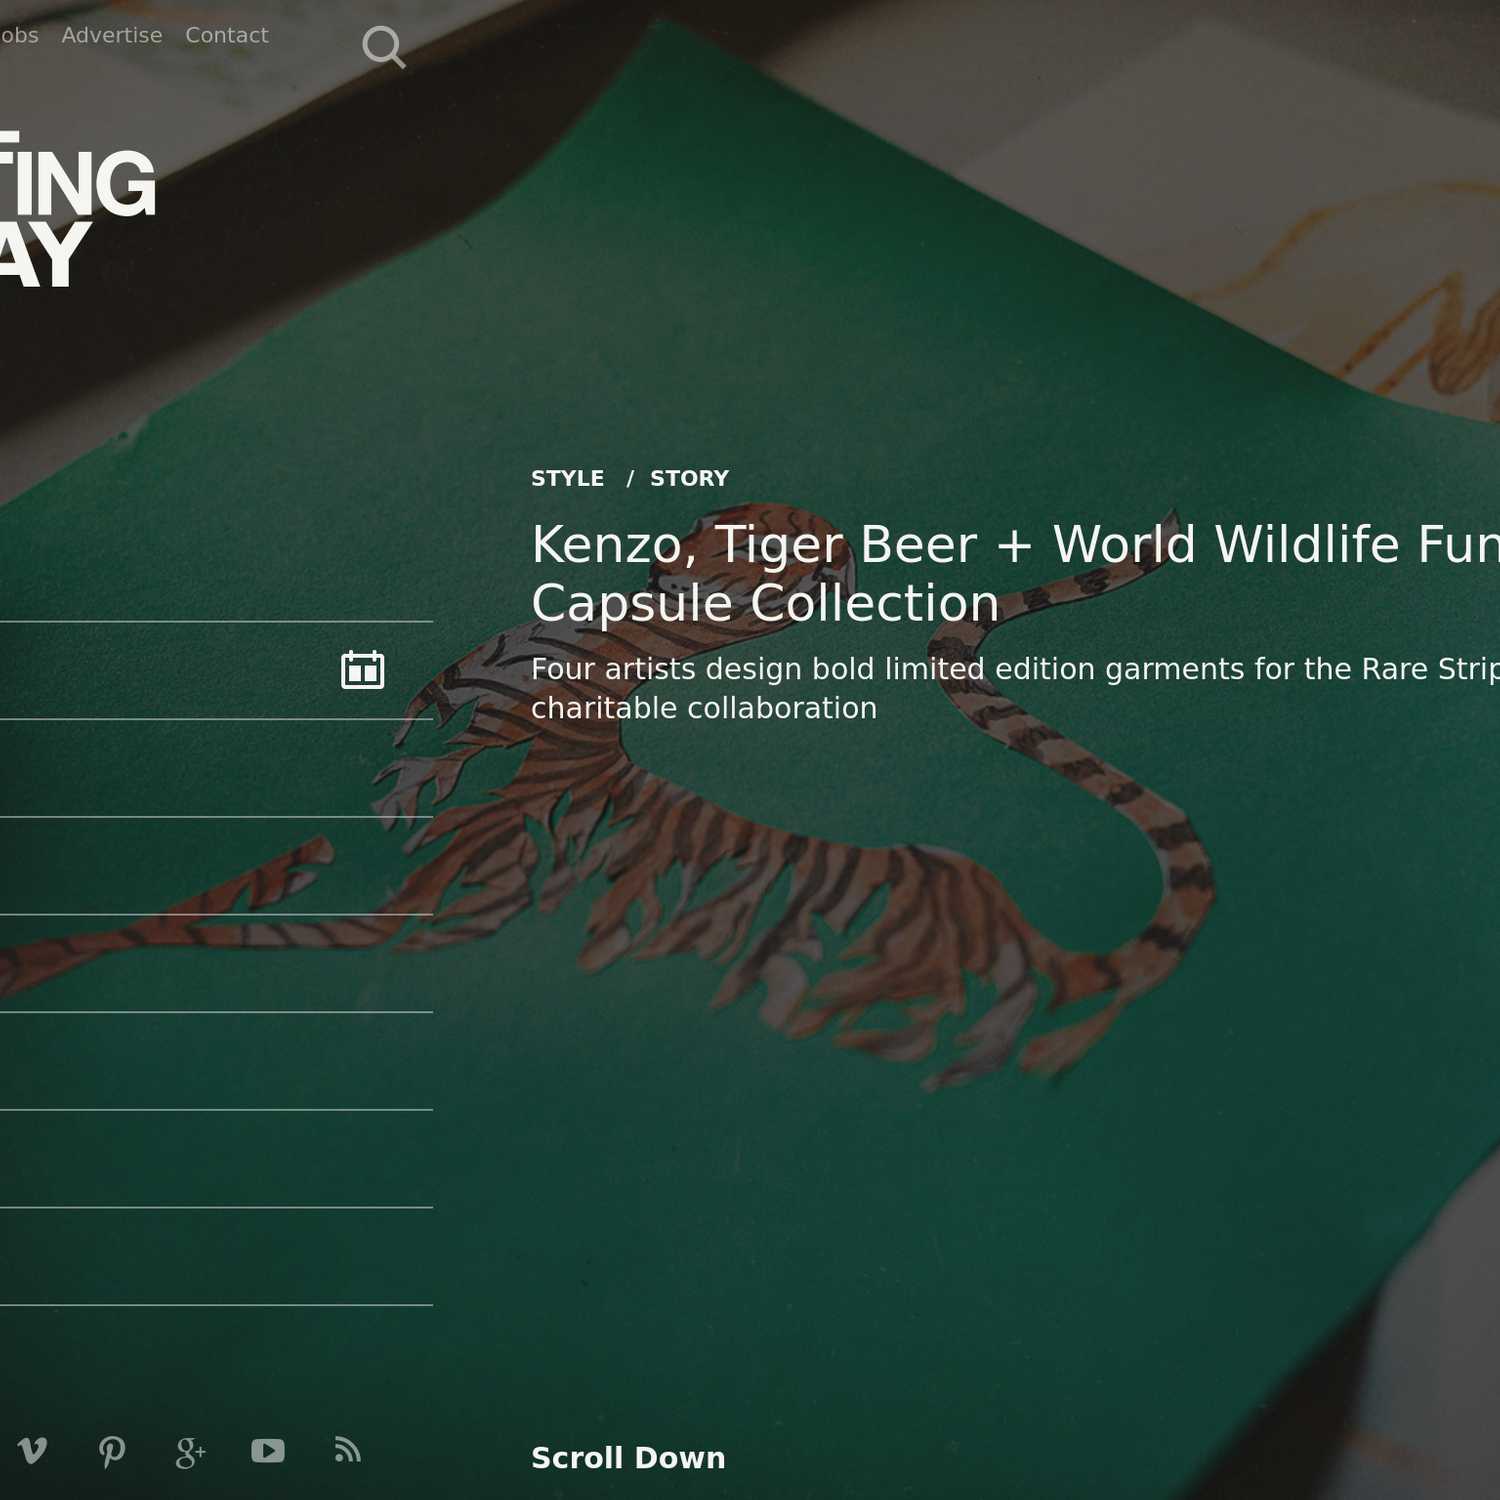 obs Advertise Contact
TING
AY
STYLE / STORY
Kenzo, Tiger Beer + World Wildlife Fun
Capsule Collection
Four artists design bold limited edition garments for the Rare Strip
charitable collaboration
g+
Scroll Down